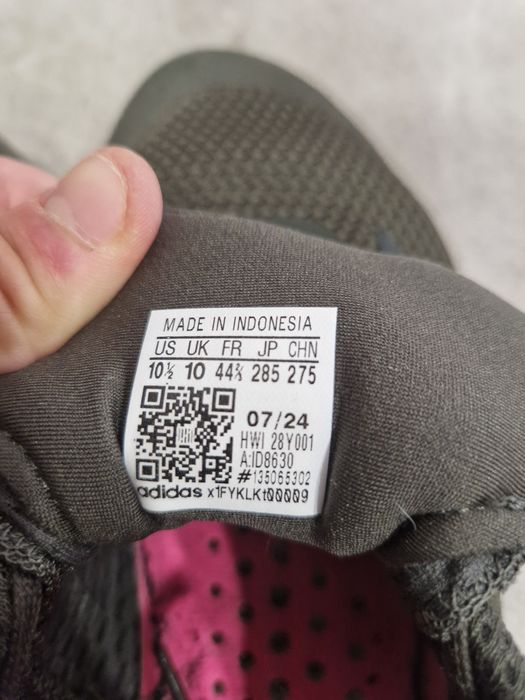 MADE IN INDONESIA
US UK FR JP CHN
10½ 10 44⅔ 285 275
07/24
HWI 28Y001
A:ID8630
#135065302
adidas x1FYKLKt00009